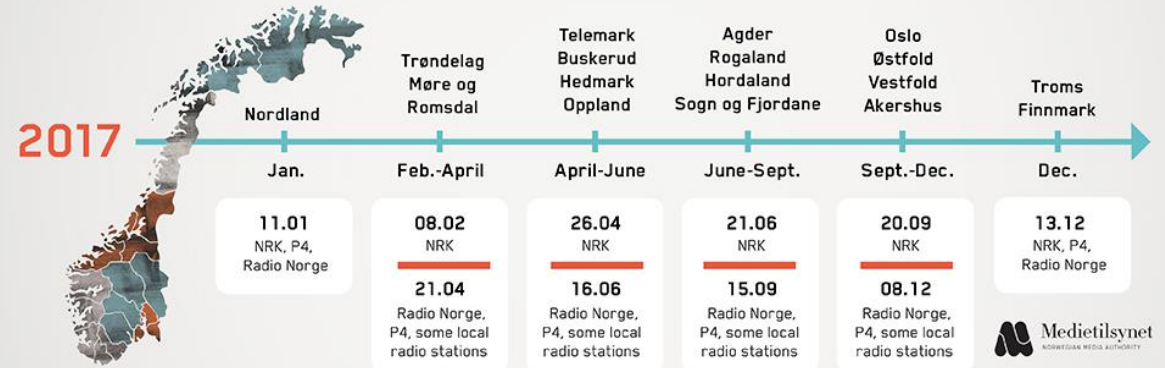 2017
Nordland
Jan.
11.01
NRK, P4,
Radio Norge
Trøndelag
Møre og
Romsdal
Feb.-April
08.02
NRK
21.04
Radio Norge,
P4, some local
radio stations
Telemark
Buskerud
Hedmark
Oppland
April-June
26.04
NRK
16.06
Radio Norge,
P4, some local
radio stations
Agder
Rogaland
Hordaland
Sogn og Fjordane
June-Sept.
21.06
NRK
15.09
Radio Norge,
P4, some local
radio stations
Oslo
Østfold
Vestfold
Akershus
Sept.-Dec.
20.09
NRK
08.12
Radio Norge,
P4, some local
radio stations
Troms
Finnmark
Dec.
13.12
NRK, P4,
Radio Norge
Medietilsynet
NORWEGIAN MEDIA AUTHORITY